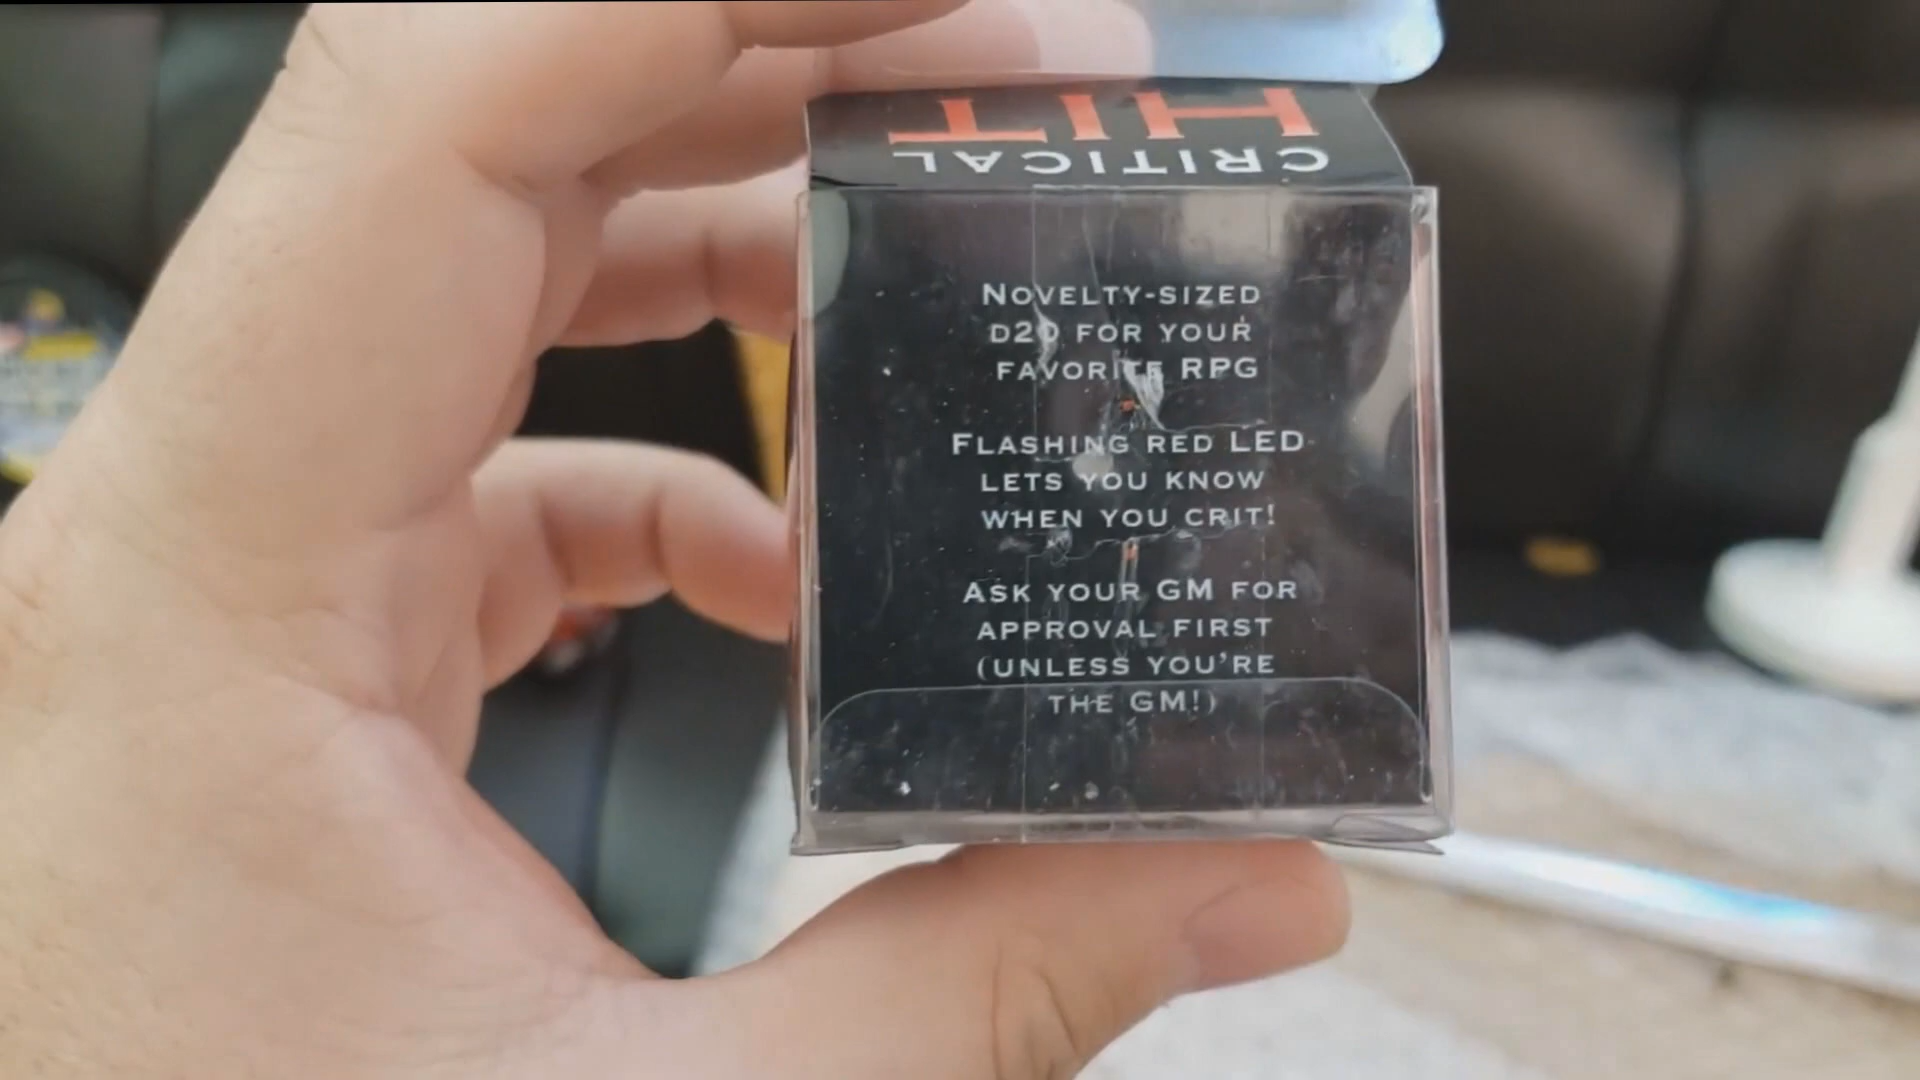 CRITICAL
HIT
NOVELTY-SIZED
D20 FOR YOUR
FAVORITE RPG
FLASHING RED LED
LETS YOU KNOW
WHEN YOU CRIT!
ASK YOUR GM FOR
APPROVAL FIRST
(UNLESS YOU'RE
THE GM!)